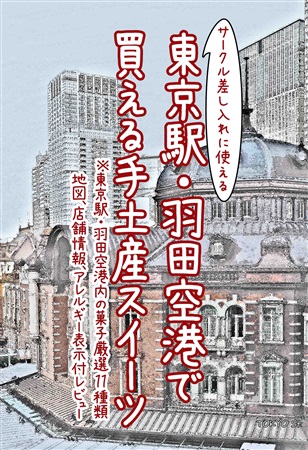 サークル差し入れに使える
東京駅・羽田空港で
買える手土産スイーツ
※東京駅・羽田空港内の菓子 厳選11種類
地図、店舗情報、アレルギー表示付レビュー